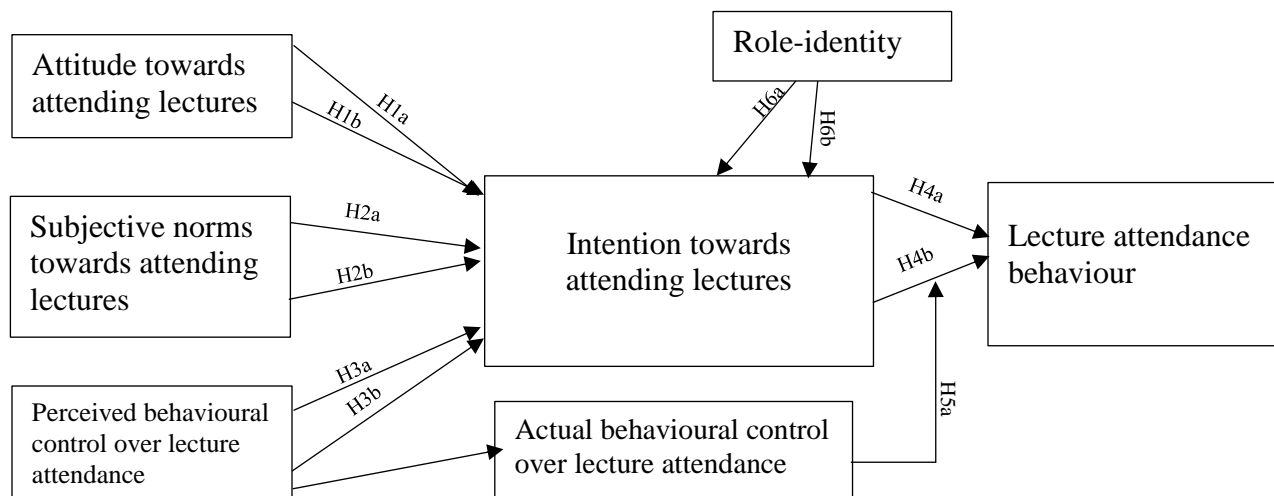 Role-identity
Attitude towards
attending lectures
H1a
H1b
H6a
H6b
Subjective norms
towards attending
lectures
H2a
H2b
Intention towards
attending lectures
H4a
H4b
Lecture attendance
behaviour
H3a
H3b
H5a
Perceived behavioural
control over lecture
attendance
Actual behavioural control
over lecture attendance